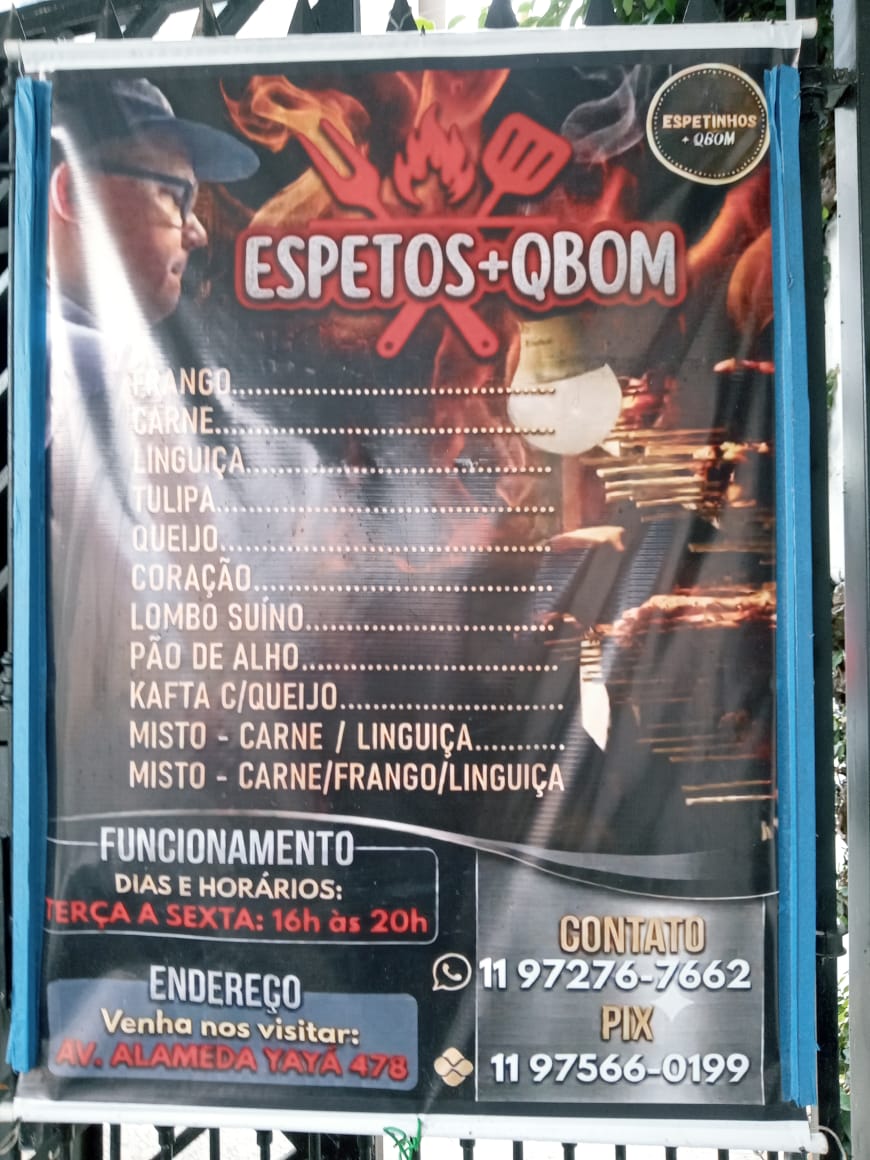 ESPETINHOS
+ QBOM
ESPETOS+QBOM
FRANGO
CARNE
LINGUIÇA
TULIPA
QUEIJO
CORAÇÃO
LOMBO SUÍNO
PÃO DE ALHO
KAFTA C/QUEIJO
MISTO - CARNE / LINGUIÇA
MISTO - CARNE/FRANGO/LINGUIÇA
FUNCIONAMENTO
DIAS E HORÁRIOS:
TERÇA A SEXTA: 16h às 20h
ENDEREÇO
Venha nos visitar:
AV. ALAMEDA YAYÁ 478
CONTATO
11 97276-7662
PIX
11 97566-0199